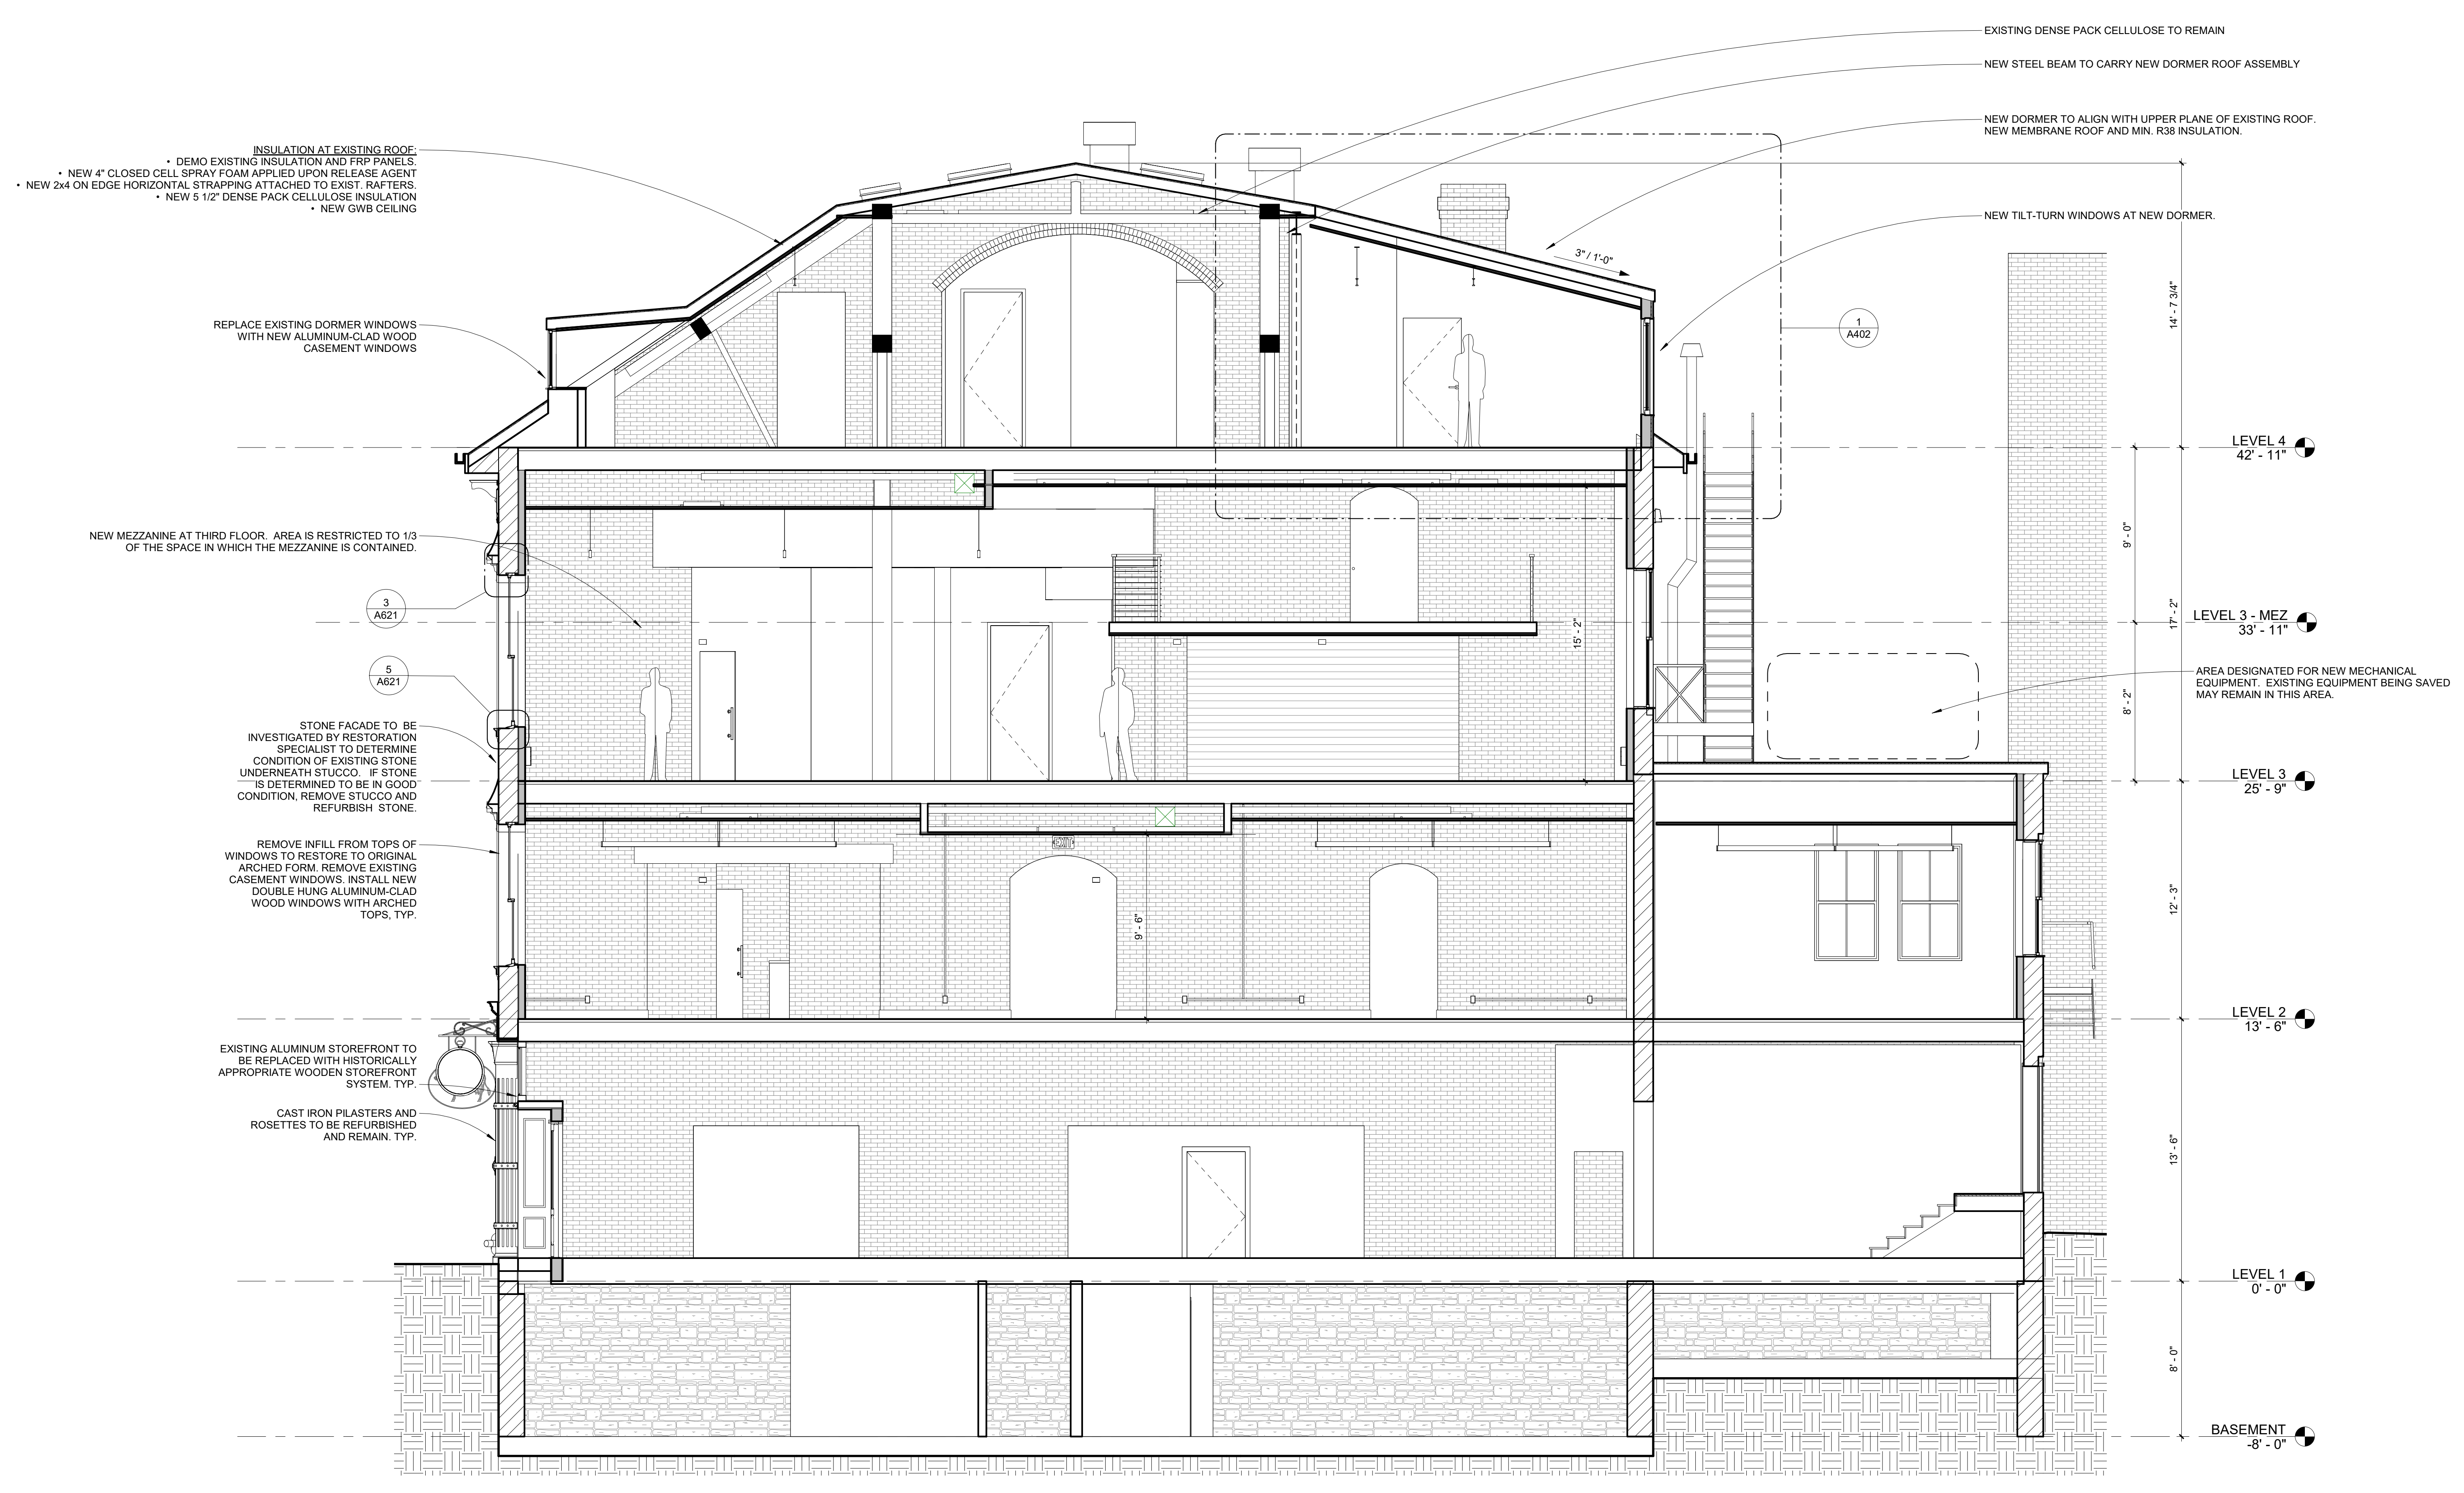 EXISTING DENSE PACK CELLULOSE TO REMAIN
NEW STEEL BEAM TO CARRY NEW DORMER ROOF ASSEMBLY
NEW DORMER TO ALIGN WITH UPPER PLANE OF EXISTING ROOF.
NEW MEMBRANE ROOF AND MIN. R38 INSULATION.
NEW TILT-TURN WINDOWS AT NEW DORMER.
INSULATION AT EXISTING ROOF:
• DEMO EXISTING INSULATION AND FRP PANELS.
• NEW 4" CLOSED CELL SPRAY FOAM APPLIED UPON RELEASE AGENT
• NEW 2x4 ON EDGE HORIZONTAL STRAPPING ATTACHED TO EXIST. RAFTERS.
• NEW 5 1/2" DENSE PACK CELLULOSE INSULATION
• NEW GWB CEILING
3" / 1'-0"
14' - 7 3/4"
1
A402
REPLACE EXISTING DORMER WINDOWS
WITH NEW ALUMINUM-CLAD WOOD
CASEMENT WINDOWS
LEVEL 4
42' - 11"
NEW MEZZANINE AT THIRD FLOOR. AREA IS RESTRICTED TO 1/3
OF THE SPACE IN WHICH THE MEZZANINE IS CONTAINED.
9' - 0"
3
A621
17' - 2"
LEVEL 3 - MEZ
33' - 11"
15' - 2"
5
A621
AREA DESIGNATED FOR NEW MECHANICAL
EQUIPMENT. EXISTING EQUIPMENT BEING SAVED
MAY REMAIN IN THIS AREA.
8' - 2"
STONE FACADE TO BE
INVESTIGATED BY RESTORATION
SPECIALIST TO DETERMINE
CONDITION OF EXISTING STONE
UNDERNEATH STUCCO. IF STONE
IS DETERMINED TO BE IN GOOD
CONDITION, REMOVE STUCCO AND
REFURBISH STONE.
LEVEL 3
25' - 9"
REMOVE INFILL FROM TOPS OF
WINDOWS TO RESTORE TO ORIGINAL
ARCHED FORM. REMOVE EXISTING
CASEMENT WINDOWS. INSTALL NEW
DOUBLE HUNG ALUMINUM-CLAD
WOOD WINDOWS WITH ARCHED
TOPS, TYP.
EXIT
9' - 6"
12' - 3"
LEVEL 2
13' - 6"
EXISTING ALUMINUM STOREFRONT TO
BE REPLACED WITH HISTORICALLY
APPROPRIATE WOODEN STOREFRONT
SYSTEM. TYP.
CAST IRON PILASTERS AND
ROSETTES TO BE REFURBISHED
AND REMAIN. TYP.
13' - 6"
LEVEL 1
0' - 0"
8' - 0"
BASEMENT
-8' - 0"